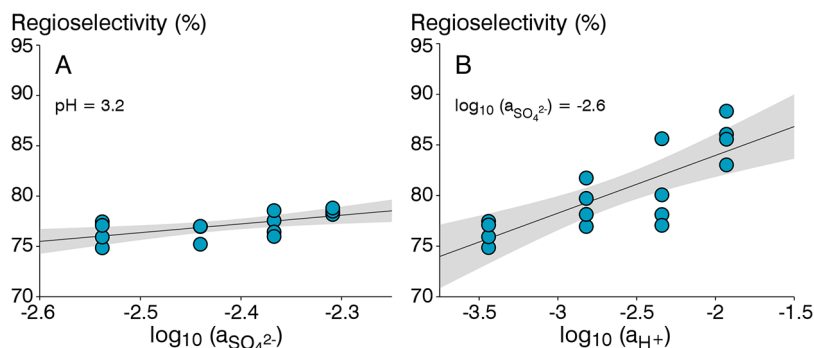 Regioselectivity (%)
95
90
85
80
75
70
A
pH = 3.2
-2.6
-2.5
-2.4
-2.3
log10 (aSO42-)
Regioselectivity (%)
95
90
85
80
75
70
B
log10 (aSO42-) = -2.6
-3.5
-3
-2.5
-2
-1.5
log10 (aH+)